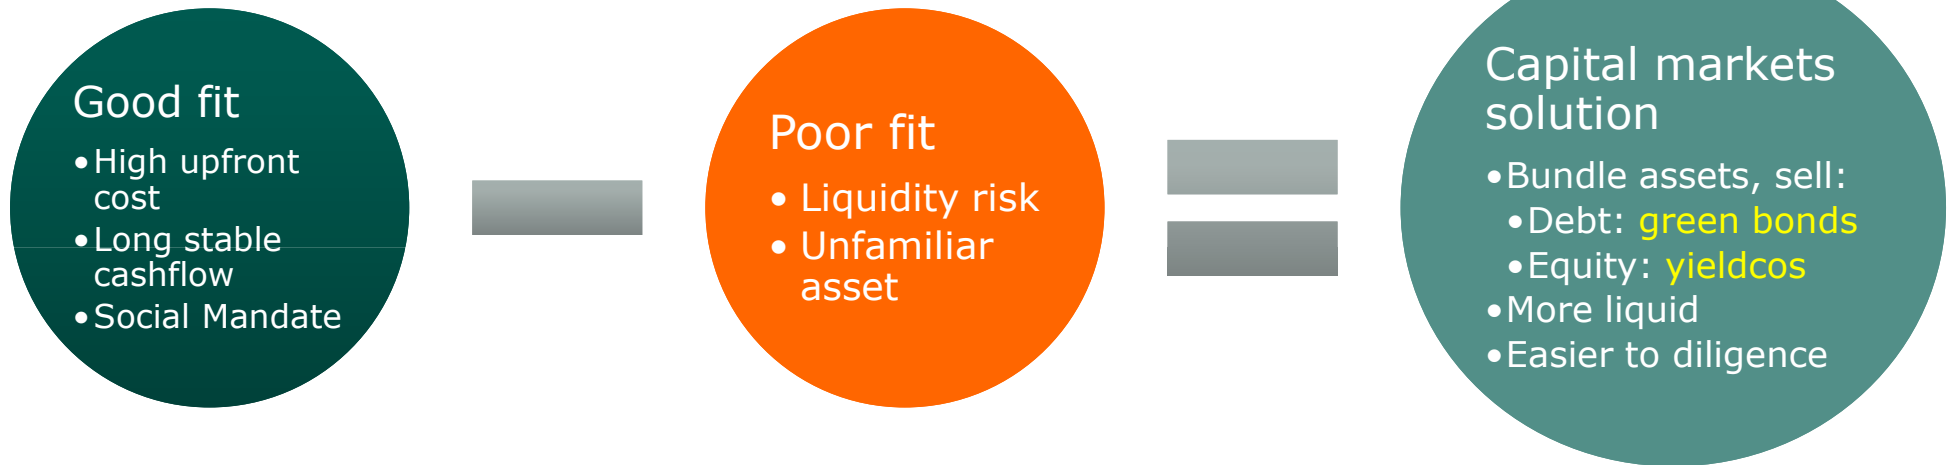 Good fit
•High upfront
cost
•Long stable
cashflow
•Social Mandate
Poor fit
• Liquidity risk
• Unfamiliar
asset
Capital markets
solution
•Bundle assets, sell:
•Debt: green bonds
•Equity: yieldcos
•More liquid
•Easier to diligence